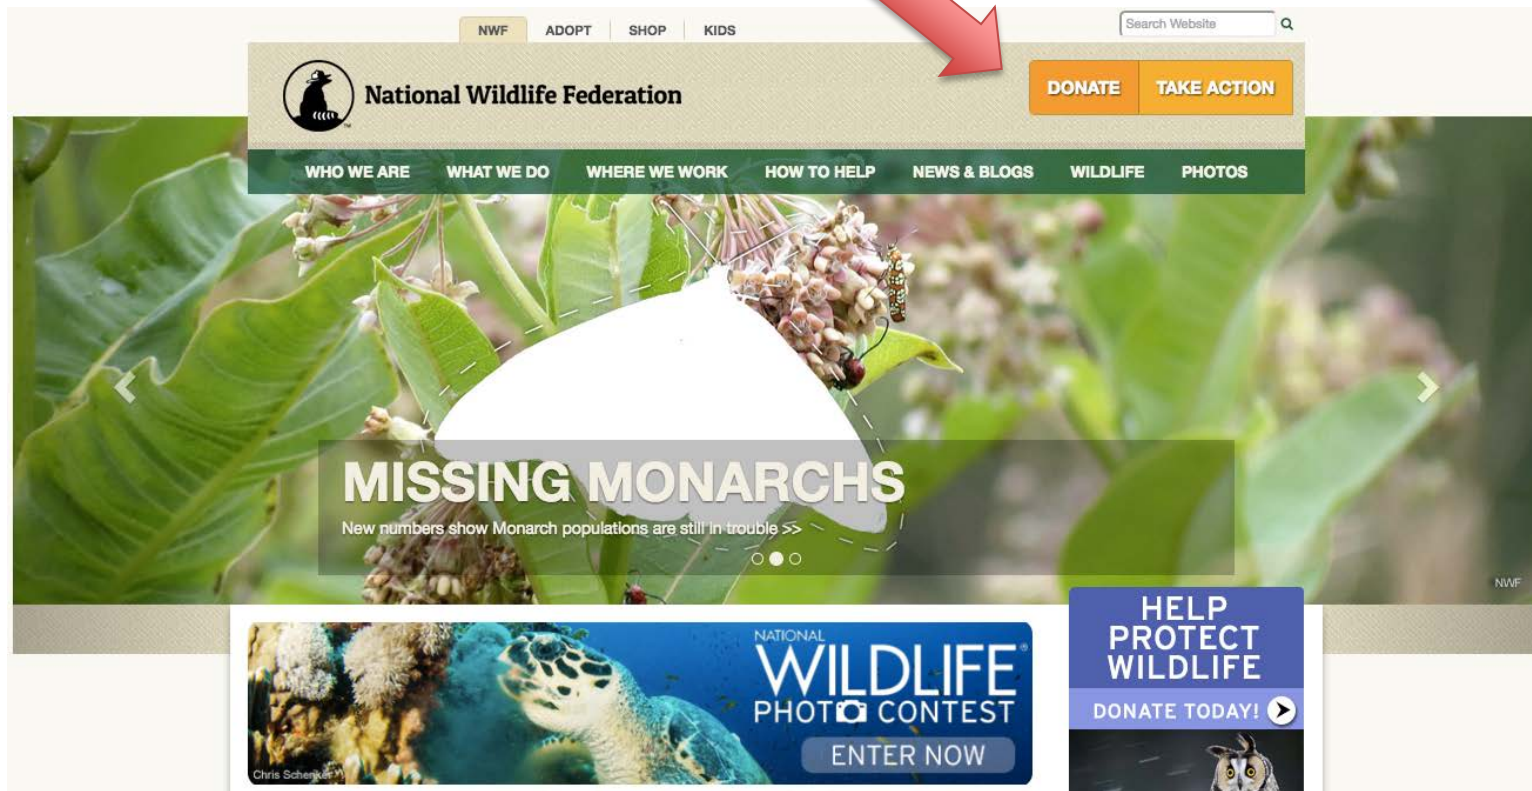 NWF ADOPT SHOP KIDS
Search Website
National Wildlife Federation
DONATE TAKE ACTION
WHO WE ARE WHAT WE DO WHERE WE WORK HOW TO HELP NEWS & BLOGS WILDLIFE PHOTOS
MISSING MONARCHS
New numbers show Monarch populations are still in trouble >>
NWF
NATIONAL
WILDLIFE®
PHOTO CONTEST
ENTER NOW
Chris Schenker
HELP
PROTECT
WILDLIFE
DONATE TODAY!